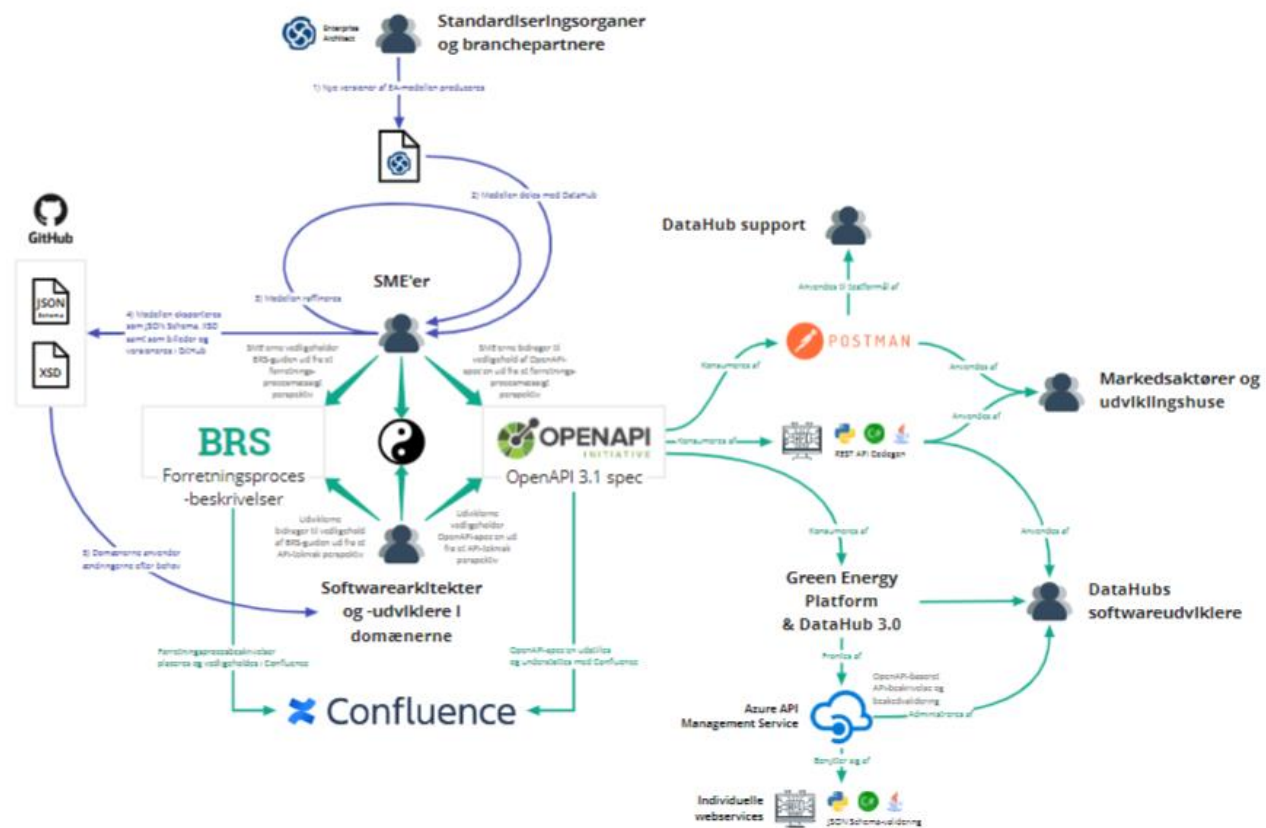 Enterprise
Architect
Standardiseringsorganer
og branchepartnere
1) Nye versioner af EA-modellen produceres
2) Modellen deles med DataHub
GitHub
JSON
Schema
XSD
3) Modellen raffineres
SME'er
4) Modellen eksporteres
som JSON Schema, XSD
samt som billeder og
versioneres i GitHub
SME'erne vedligeholder
BRS-guiden ud fra et
forretnings-
procesmæssigt
perspektiv
SME'erne bidrager til
vedligehold af OpenAPI-
spec'en ud fra et forretnings-
procesmæssigt
perspektiv
BRS
Forretningsproces
-beskrivelser
OPENAPI
INITIATIVE
OpenAPI 3.1 spec
Udviklerne
bidrager til vedligehold
af BRS-guiden ud fra et
API-teknisk perspektiv
Udviklerne
vedligeholder
OpenAPI-spec'en ud
fra et API-teknisk
perspektiv
5) Domænerne anvender
ændringerne efter behov
Softwarearkitekter
og -udviklere i
domænerne
Forretningsprocesbeskrivelser
placeres og vedligeholdes i Confluence
OpenAPI-spec'en udstilles
og understøttes med Confluence
Confluence
DataHub support
Anvendes til testformål af
POSTMAN
Konsumeres af
Anvendes af
Markedsaktører og
udviklingshuse
Konsumeres af
REST API Codegen
Anvendes af
Konsumeres af
Anvendes af
Green Energy
Platform
& DataHub 3.0
DataHubs
softwareudviklere
Frontes af
OpenAPI-baseret
API-beskrivelse og
beskedvalidering
Azure API
Management Service
Administreres af
Benytter sig af
Individuelle
webservices
JSON Schema-validering